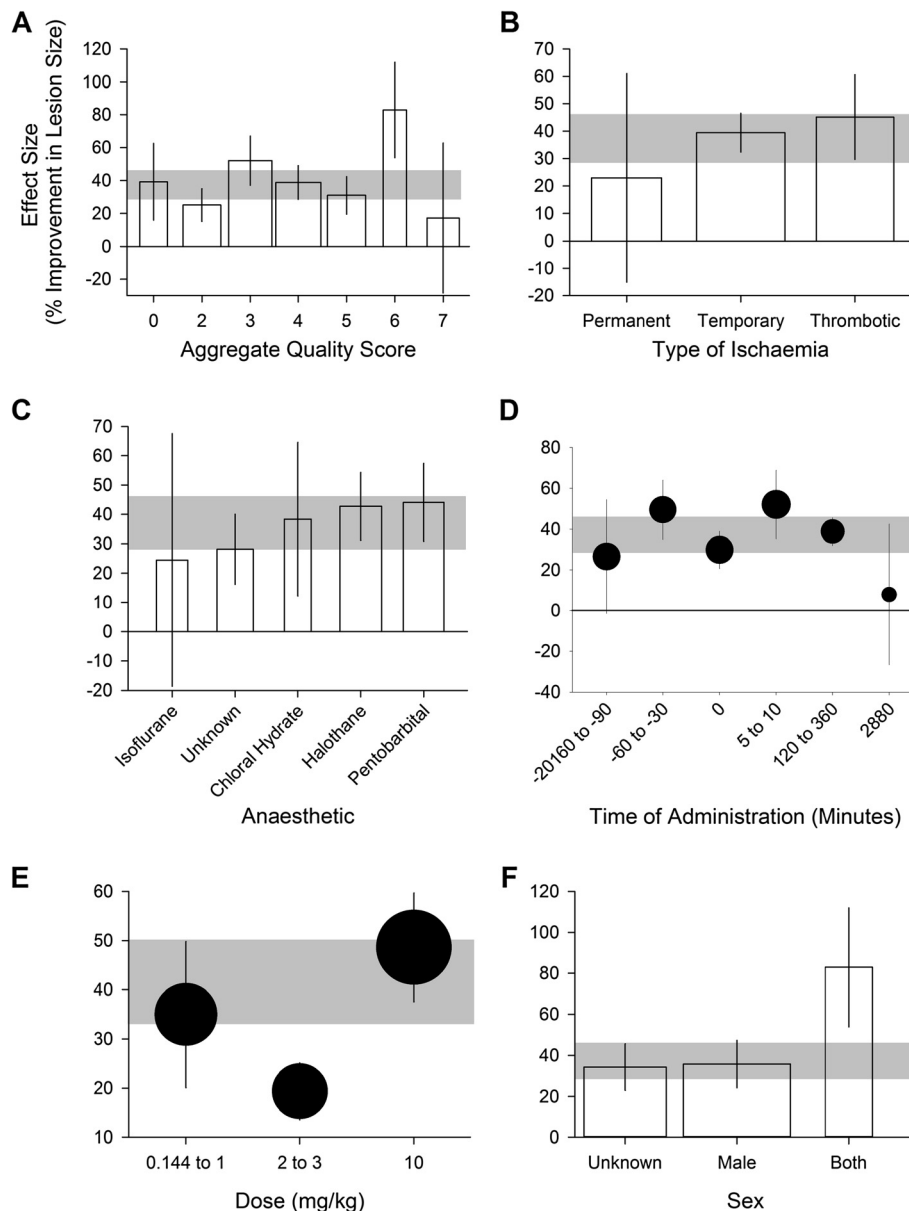 A
Effect Size
(% Improvement in Lesion Size)
120
100
80
60
40
20
0
-20
0 2 3 4 5 6 7
Aggregate Quality Score
B
70
60
50
40
30
20
10
0
-10
-20
Permanent Temporary Thrombotic
Type of Ischaemia
C
70
60
50
40
30
20
10
0
-10
-20
Isoflurane
Unknown
Chloral Hydrate
Halothane
Pentobarbital
Anaesthetic
D
80
60
40
20
0
-20
-40
-20160 to -90
-60 to -30
0
5 to 10
120 to 360
2880
Time of Administration (Minutes)
E
60
50
40
30
20
10
0.144 to 1 2 to 3 10
Dose (mg/kg)
F
120
100
80
60
40
20
0
Unknown Male Both
Sex